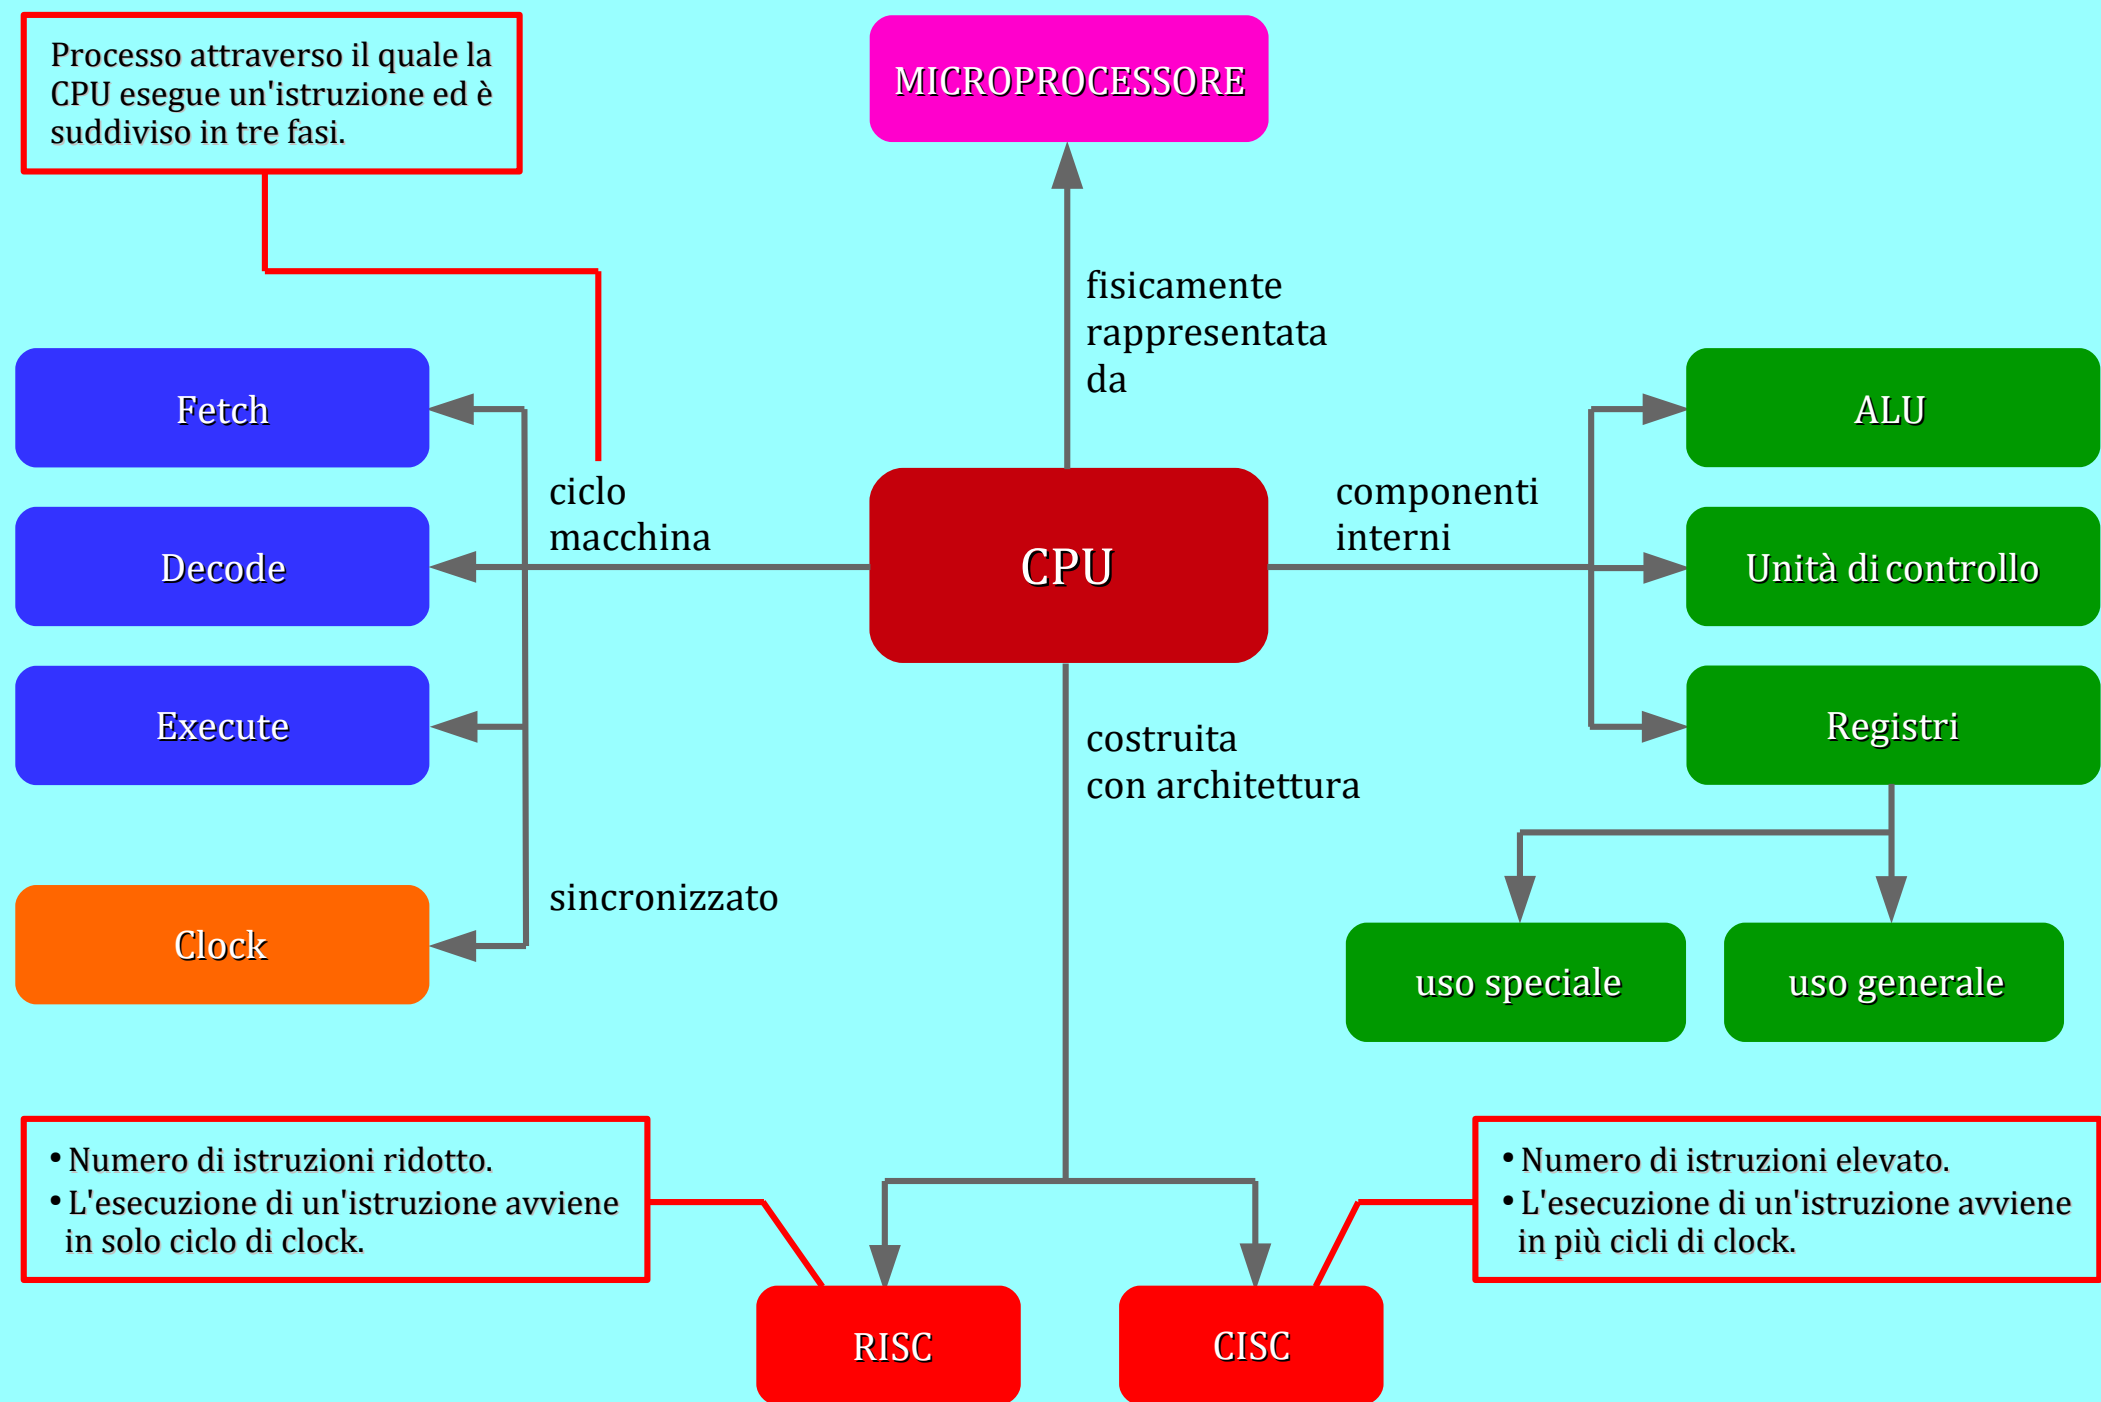 Processo attraverso il quale la
CPU esegue un'istruzione ed è
suddiviso in tre fasi.
MICROPROCESSORE
fisicamente
rappresentata
da
Fetch
Decode
Execute
Clock
ciclo
macchina
sincronizzato
CPU
componenti
interni
ALU
Unità di controllo
Registri
uso speciale
uso generale
costruita
con architettura
• Numero di istruzioni ridotto.
• L'esecuzione di un'istruzione avviene
in solo ciclo di clock.
• Numero di istruzioni elevato.
• L'esecuzione di un'istruzione avviene
in più cicli di clock.
RISC
CISC